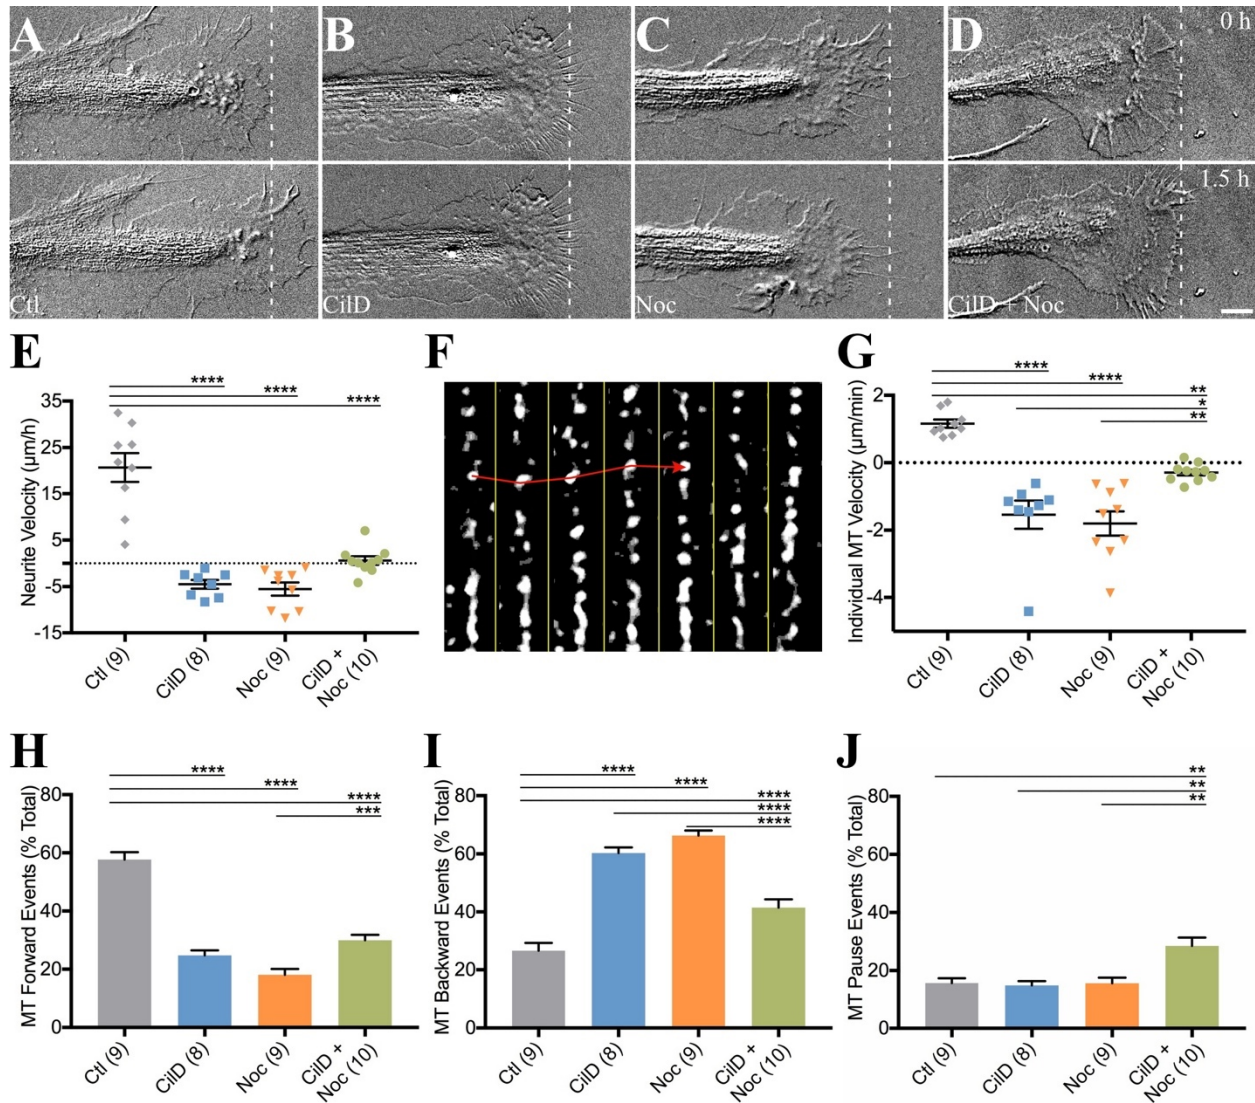 A
B
C
D
0 h
1.5 h
Ctl
CilD
Noc
CilD + Noc
E
****
****
****
Neurite Velocity (µm/h)
35
25
15
5
-5
-15
Ctl (9)
CilD (8)
Noc (9)
CilD +
Noc (10)
F
G
****
****
**
*
**
Individual MT Velocity (µm/min)
2
0
-2
-4
Ctl (9)
CilD (8)
Noc (9)
CilD +
Noc (10)
H
****
****
****
***
MT Forward Events (% Total)
80
60
40
20
0
Ctl (9)
CilD (8)
Noc (9)
CilD +
Noc (10)
I
****
****
****
****
****
MT Backward Events (% Total)
80
60
40
20
0
Ctl (9)
CilD (8)
Noc (9)
CilD +
Noc (10)
J
**
**
**
MT Pause Events (% Total)
80
60
40
20
0
Ctl (9)
CilD (8)
Noc (9)
CilD +
Noc (10)